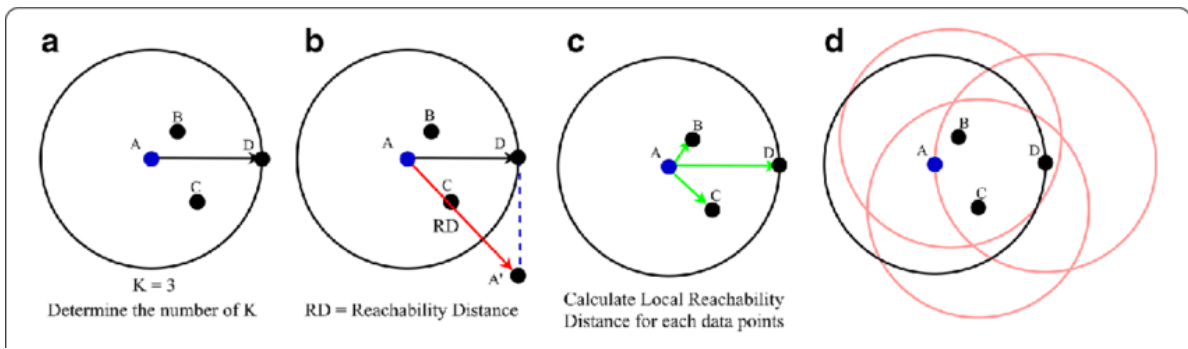 a
b
c
d
B
A
D
C
K = 3
Determine the number of K
B
A
D
C
RD
A'
RD = Reachability Distance
B
A
D
C
Calculate Local Reachability
Distance for each data points
B
A
D
C